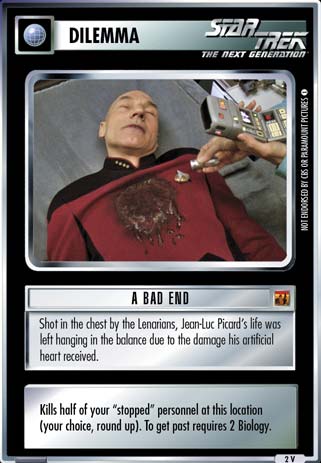 DILEMMA
STAR TREK
THE NEXT GENERATION
NOT ENDORSED BY CBS OR PARAMOUNT PICTURES
A BAD END
Shot in the chest by the Lenarians, Jean-Luc Picard's life was
left hanging in the balance due to the damage his artificial
heart received.
Kills half of your "stopped" personnel at this location
(your choice, round up). To get past requires 2 Biology.
2 V